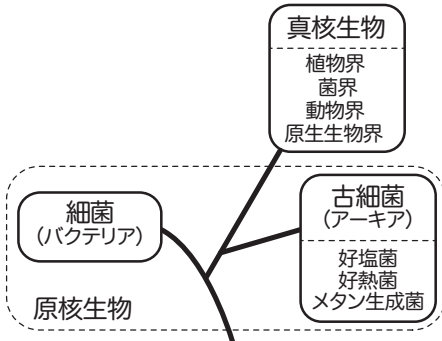 真核生物
植物界
菌界
動物界
原生生物界
細菌
(バクテリア)
古細菌
(アーキア)
好塩菌
好熱菌
メタン生成菌
原核生物